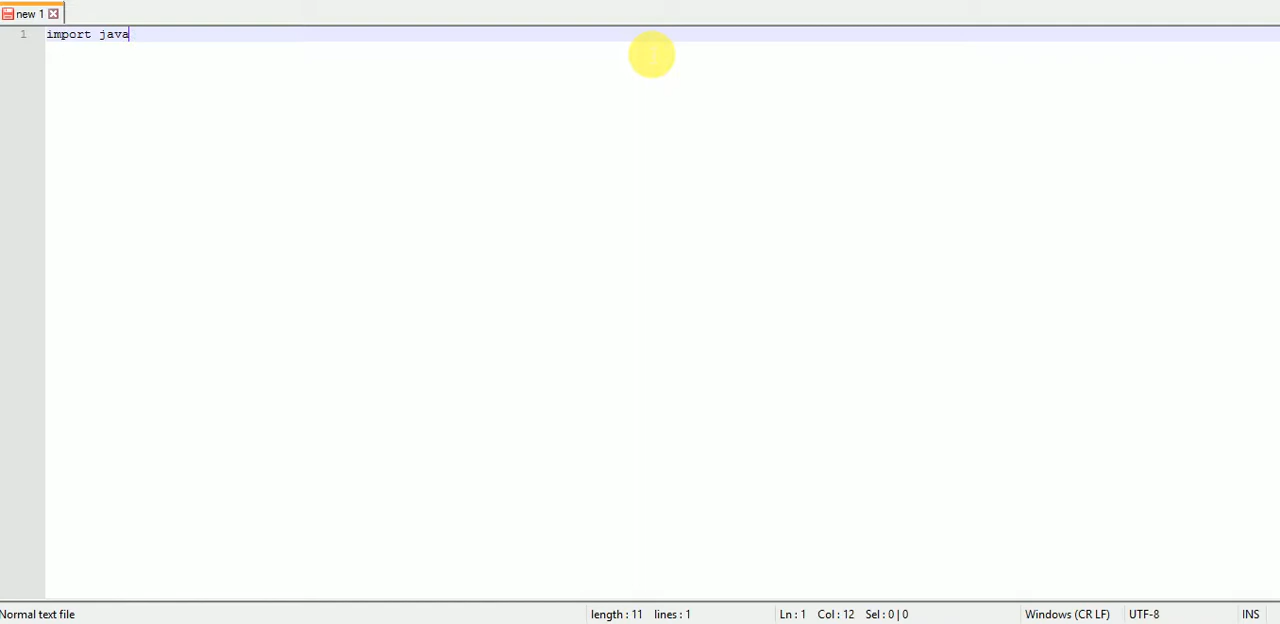 new 1
1 import java
Normal text file length : 11 lines : 1 Ln : 1 Col : 12 Sel : 0 | 0 Windows (CR LF) UTF-8 INS